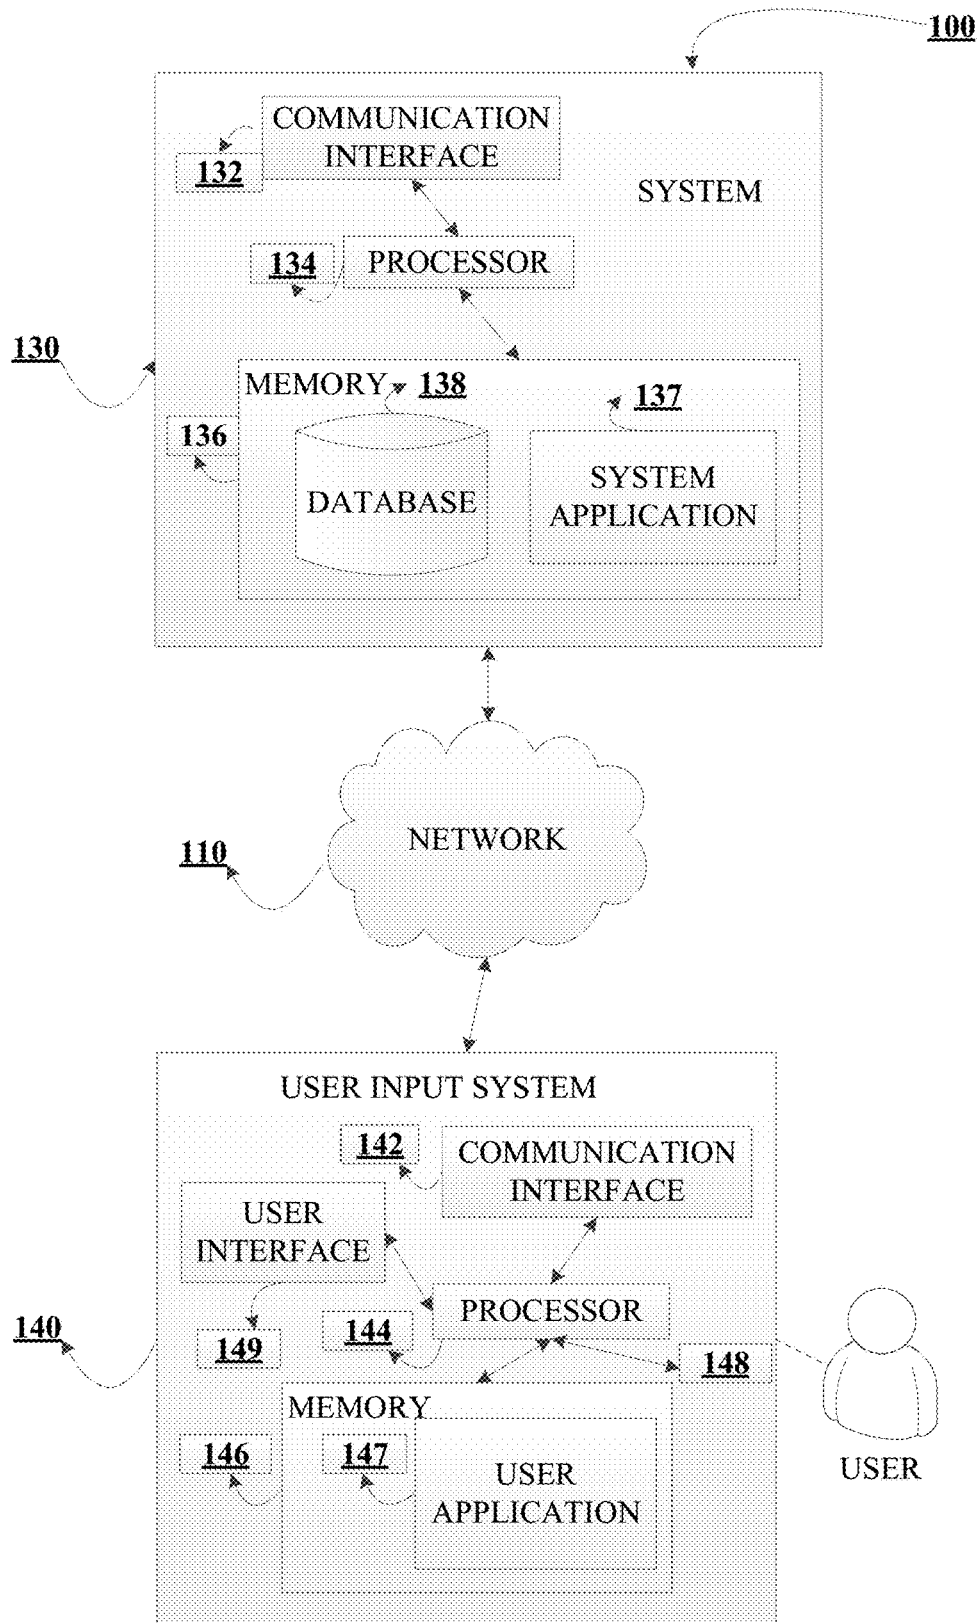 100
COMMUNICATION
INTERFACE
132
SYSTEM
134
PROCESSOR
130
MEMORY
138
137
136
DATABASE
SYSTEM
APPLICATION
NETWORK
110
USER INPUT SYSTEM
142
COMMUNICATION
INTERFACE
USER
INTERFACE
PROCESSOR
140
149
144
148
MEMORY
146
147
USER
APPLICATION
USER